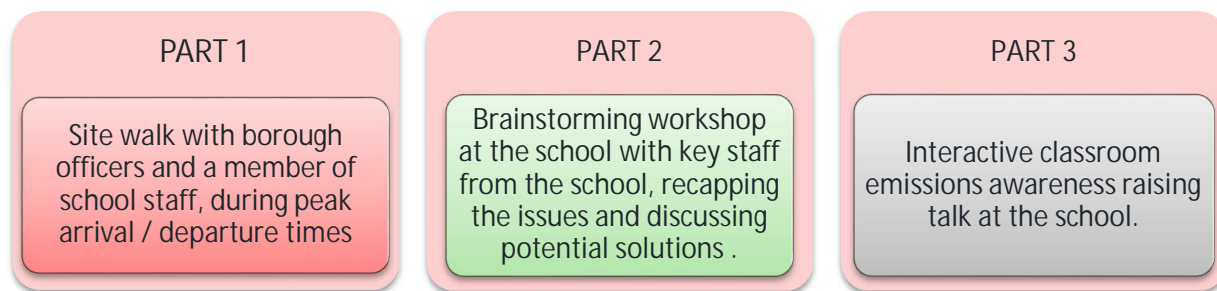 PART 1
Site walk with borough
officers and a member of
school staff, during peak
arrival / departure times
PART 2
Brainstorming workshop
at the school with key staff
from the school, recapping
the issues and discussing
potential solutions .
PART 3
Interactive classroom
emissions awareness raising
talk at the school.